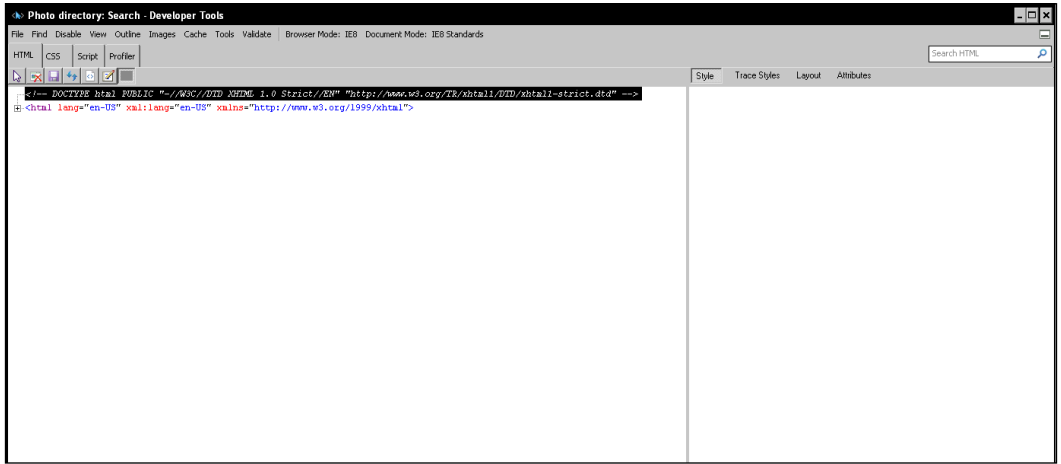 Photo directory: Search - Developer Tools
File Find Disable View Outline Images Cache Tools Validate Browser Mode: IE8 Document Mode: IE8 Standards
HTML CSS Script Profiler Search HTML
Style Trace Styles Layout Attributes
<!-- DOCTYPE html PUBLIC "-//W3C//DTD XHTML 1.0 Strict//EN" "http://www.w3.org/TR/xhtml1/DTD/xhtml1-strict.dtd" -->
<html lang="en-US" xml:lang="en-US" xmlns="http://www.w3.org/1999/xhtml">